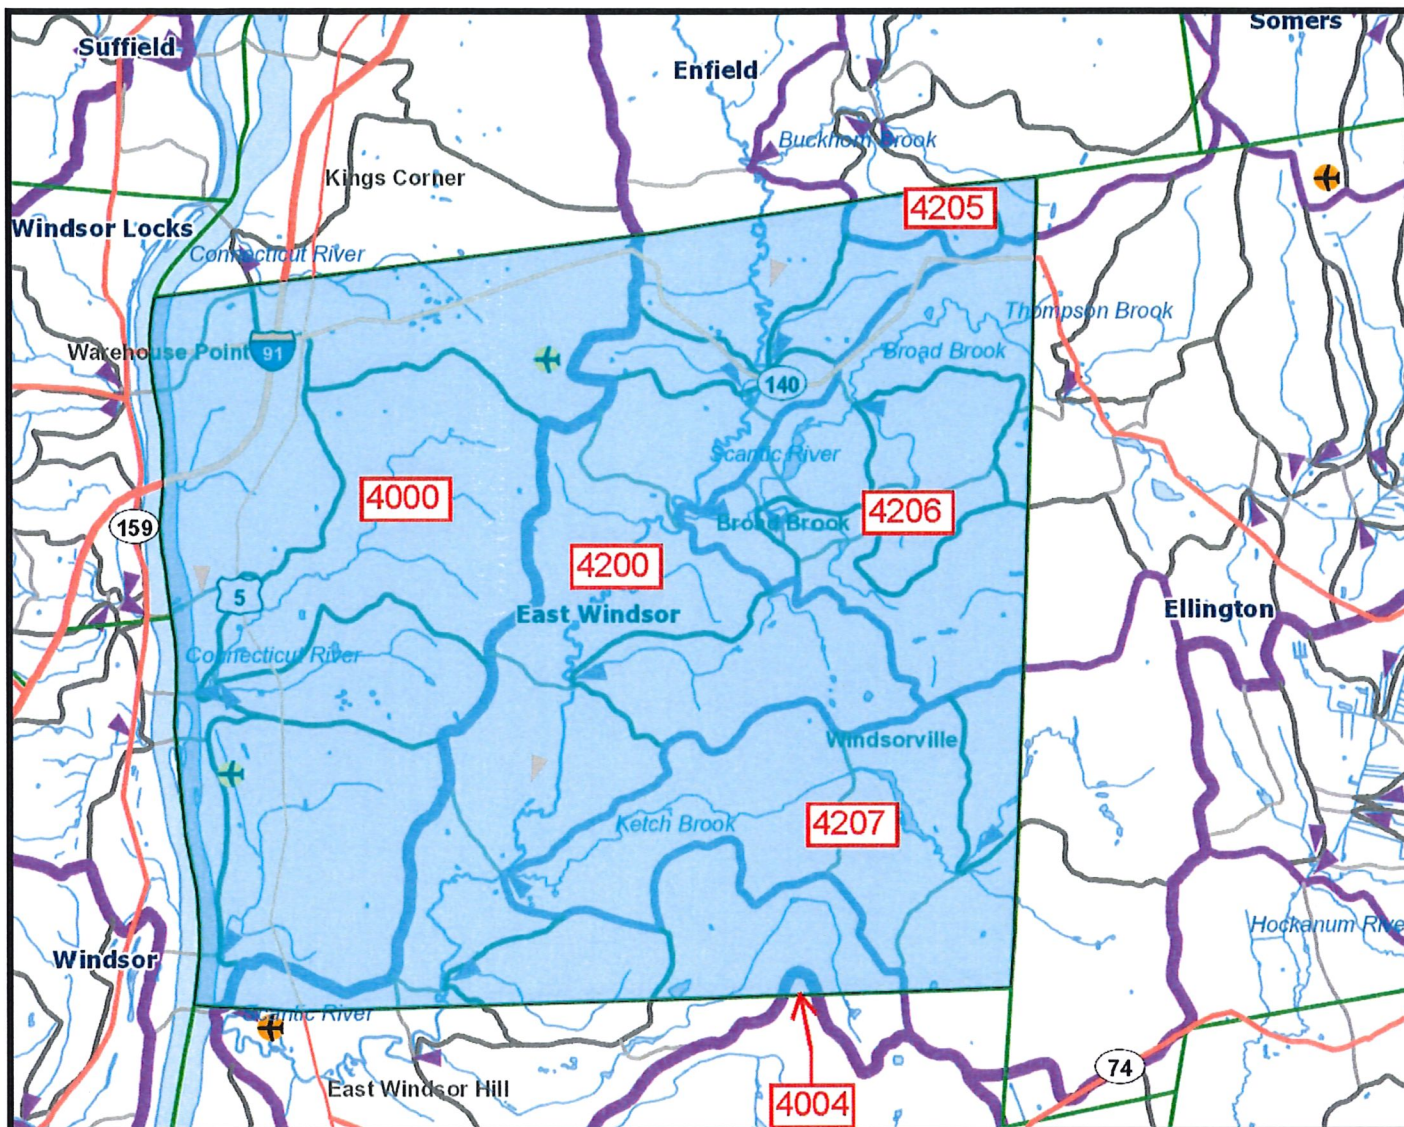 Somers
Suffield
Enfield
Buckhorn Brook
Kings Corner
4205
Windsor Locks
Connecticut River
Thompson Brook
Warehouse Point
91
Broad Brook
140
Scantic River
4000
4206
159
Broad Brook
4200
5
East Windsor
Ellington
Connecticut River
Windsorville
Ketch Brook
4207
Hockanum Rive
Windsor
Scantic River
74
East Windsor Hill
4004